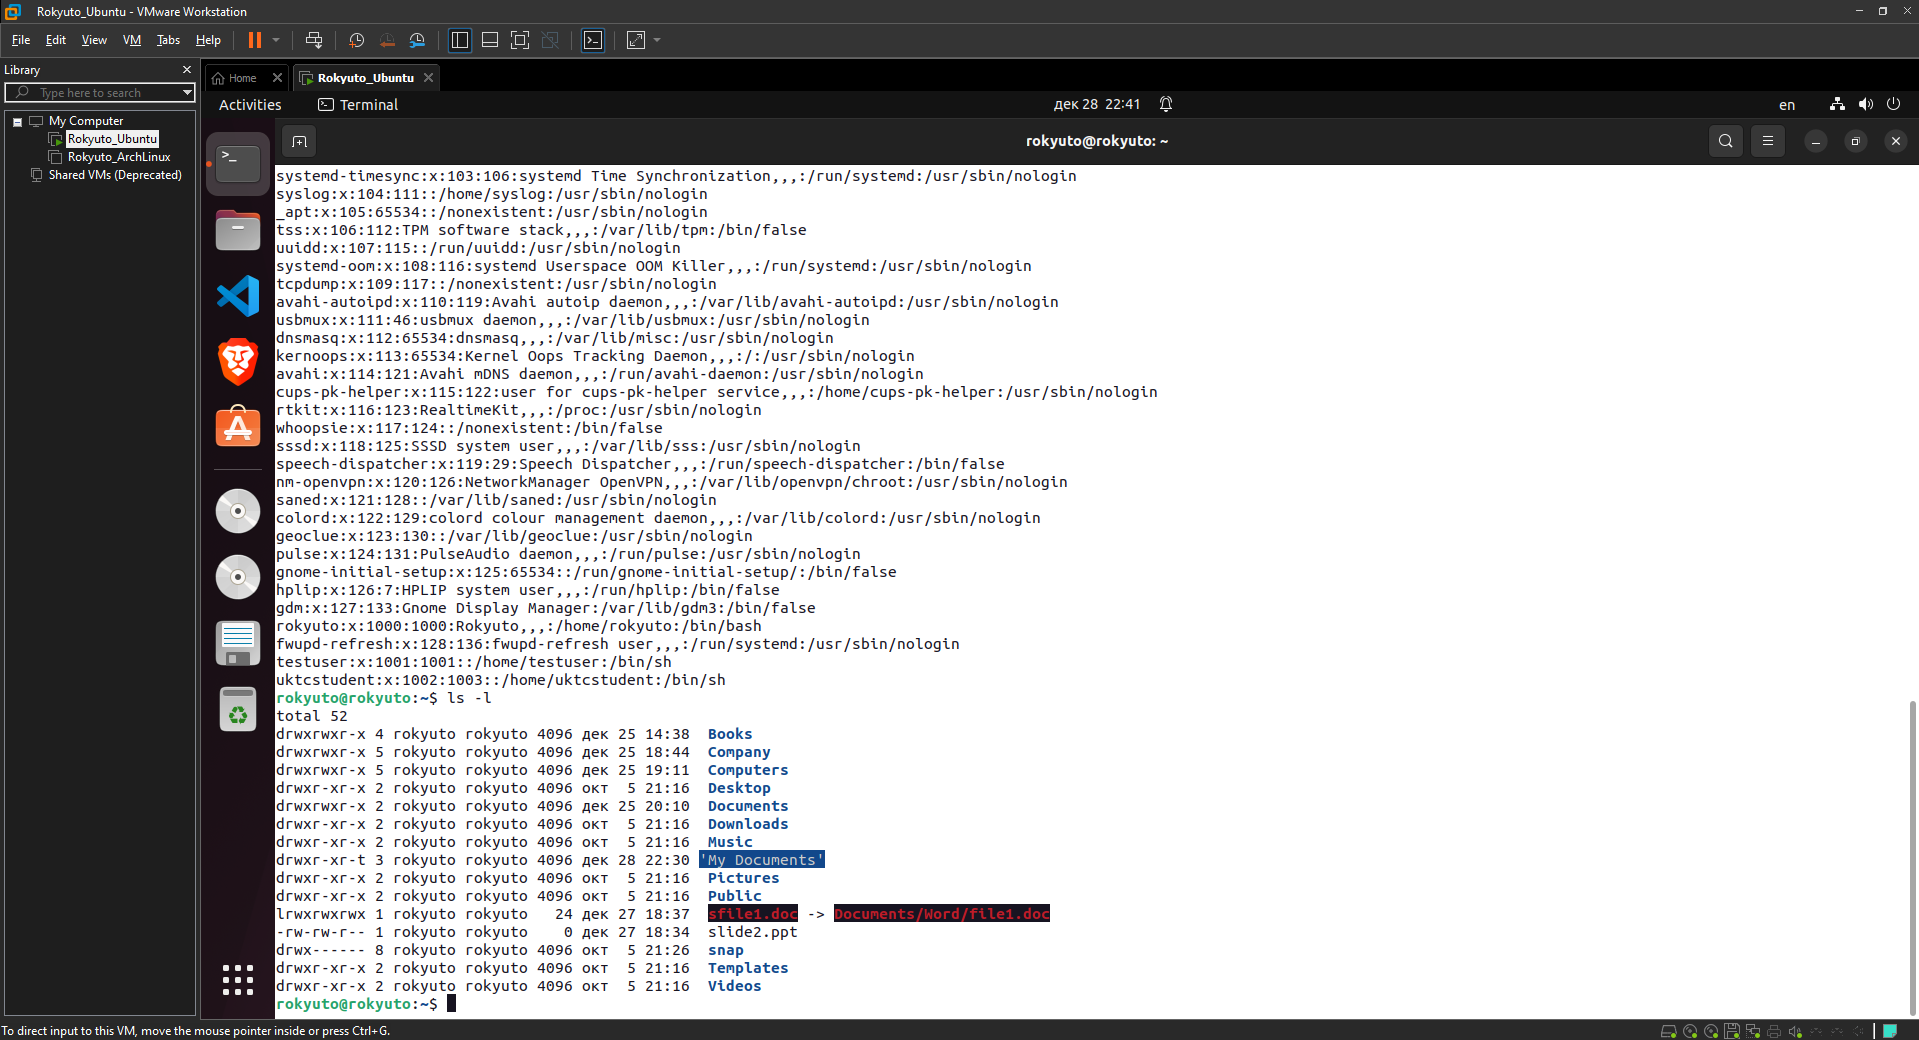 Rokyuto_Ubuntu - VMware Workstation
File Edit View VM Tabs Help
Library
Type here to search
My Computer
Rokyuto_Ubuntu
Rokyuto_ArchLinux
Shared VMs (Deprecated)
Home Rokyuto_Ubuntu
Activities Terminal дек 28 22:41 en
rokyuto@rokyuto: ~
systemd-timesync:x:103:106:systemd Time Synchronization,,,:/run/systemd:/usr/sbin/nologin
syslog:x:104:111::/home/syslog:/usr/sbin/nologin
_apt:x:105:65534::/nonexistent:/usr/sbin/nologin
tss:x:106:112:TPM software stack,,,:/var/lib/tpm:/bin/false
uuidd:x:107:115::/run/uuidd:/usr/sbin/nologin
systemd-oom:x:108:116:systemd Userspace OOM Killer,,,:/run/systemd:/usr/sbin/nologin
tcpdump:x:109:117::/nonexistent:/usr/sbin/nologin
avahi-autoipd:x:110:119:Avahi autoip daemon,,,:/var/lib/avahi-autoipd:/usr/sbin/nologin
usbmux:x:111:46:usbmux daemon,,,:/var/lib/usbmux:/usr/sbin/nologin
dnsmasq:x:112:65534:dnsmasq,,,:/var/lib/misc:/usr/sbin/nologin
kernoops:x:113:65534:Kernel Oops Tracking Daemon,,,:/:/usr/sbin/nologin
avahi:x:114:121:Avahi mDNS daemon,,,:/run/avahi-daemon:/usr/sbin/nologin
cups-pk-helper:x:115:122:user for cups-pk-helper service,,,:/home/cups-pk-helper:/usr/sbin/nologin
rtkit:x:116:123:RealtimeKit,,,:/proc:/usr/sbin/nologin
whoopsie:x:117:124::/nonexistent:/bin/false
sssd:x:118:125:SSSD system user,,,:/var/lib/sss:/usr/sbin/nologin
speech-dispatcher:x:119:29:Speech Dispatcher,,,:/run/speech-dispatcher:/bin/false
nm-openvpn:x:120:126:NetworkManager OpenVPN,,,:/var/lib/openvpn/chroot:/usr/sbin/nologin
saned:x:121:128::/var/lib/saned:/usr/sbin/nologin
colord:x:122:129:colord colour management daemon,,,:/var/lib/colord:/usr/sbin/nologin
geoclue:x:123:130::/var/lib/geoclue:/usr/sbin/nologin
pulse:x:124:131:PulseAudio daemon,,,:/run/pulse:/usr/sbin/nologin
gnome-initial-setup:x:125:65534::/run/gnome-initial-setup/:/bin/false
hplip:x:126:7:HPLIP system user,,,:/run/hplip:/bin/false
gdm:x:127:133:Gnome Display Manager:/var/lib/gdm3:/bin/false
rokyuto:x:1000:1000:Rokyuto,,,:/home/rokyuto:/bin/bash
fwupd-refresh:x:128:136:fwupd-refresh user,,,:/run/systemd:/usr/sbin/nologin
testuser:x:1001:1001::/home/testuser:/bin/sh
uktcstudent:x:1002:1003::/home/uktcstudent:/bin/sh
rokyuto@rokyuto:~$ ls -l
total 52
drwxrwxr-x 4 rokyuto rokyuto 4096 дек 25 14:38 Books
drwxrwxr-x 5 rokyuto rokyuto 4096 дек 25 18:44 Company
drwxrwxr-x 5 rokyuto rokyuto 4096 дек 25 19:11 Computers
drwxr-xr-x 2 rokyuto rokyuto 4096 окт 5 21:16 Desktop
drwxrwxr-x 2 rokyuto rokyuto 4096 дек 25 20:10 Documents
drwxr-xr-x 2 rokyuto rokyuto 4096 окт 5 21:16 Downloads
drwxr-xr-x 2 rokyuto rokyuto 4096 окт 5 21:16 Music
drwxr-xr-t 3 rokyuto rokyuto 4096 дек 28 22:30 'My Documents'
drwxr-xr-x 2 rokyuto rokyuto 4096 окт 5 21:16 Pictures
drwxr-xr-x 2 rokyuto rokyuto 4096 окт 5 21:16 Public
lrwxrwxrwx 1 rokyuto rokyuto 24 дек 27 18:37 sfile1.doc -> Documents/Word/file1.doc
-rw-rw-r-- 1 rokyuto rokyuto 0 дек 27 18:34 slide2.ppt
drwx------ 8 rokyuto rokyuto 4096 окт 5 21:26 snap
drwxr-xr-x 2 rokyuto rokyuto 4096 окт 5 21:16 Templates
drwxr-xr-x 2 rokyuto rokyuto 4096 окт 5 21:16 Videos
rokyuto@rokyuto:~$
To direct input to this VM, move the mouse pointer inside or press Ctrl+G.